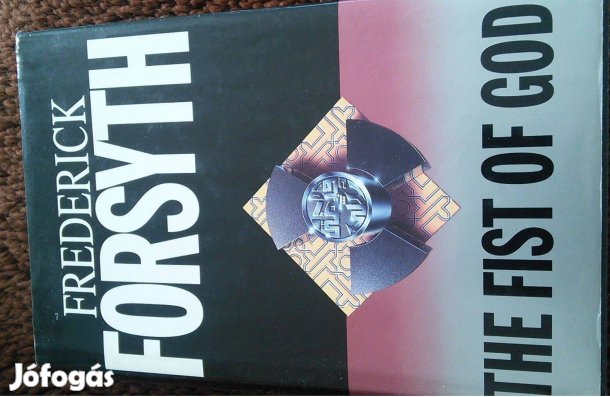 FREDERICK
FORSYTH
THE FIST OF GOD
Jófogás